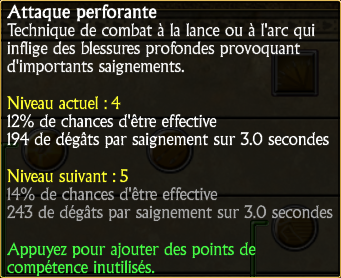 Attaque perforante
Technique de combat à la lance ou à l'arc qui
inflige des blessures profondes provoquant
d'importants saignements.
Niveau actuel : 4
12% de chances d'être effective
194 de dégâts par saignement sur 3.0 secondes
Niveau suivant : 5
14% de chances d'être effective
243 de dégâts par saignement sur 3.0 secondes
Appuyez pour ajouter des points de
compétence inutilisés.